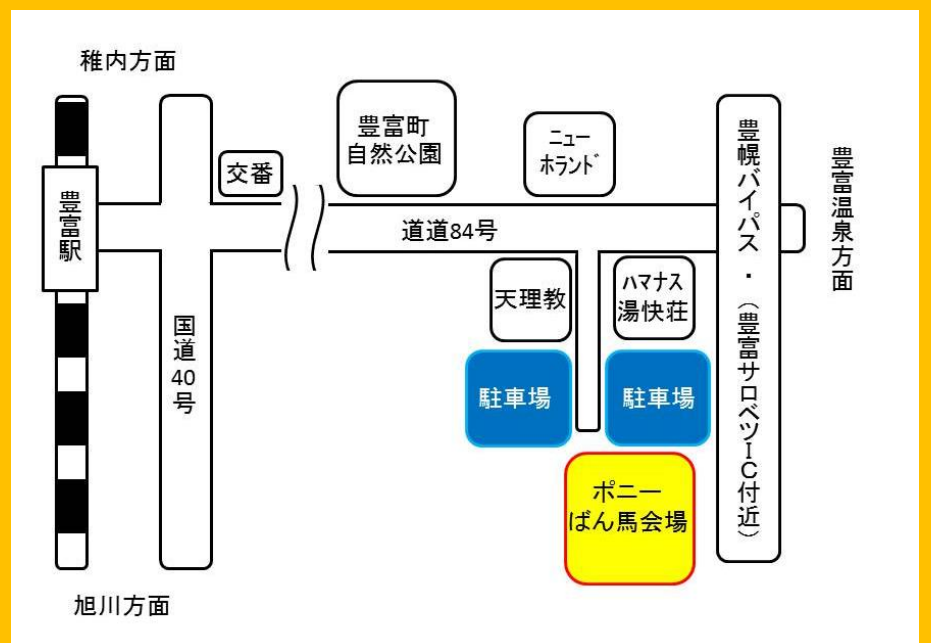 稚内方面
豊富町
自然公園
ﾆｭｰ
ﾎﾗﾝﾄﾞ
交番
豊富駅
道道84号
豊幌バイパス・（豊富サロベツIC付近）
豊富温泉方面
国道40号
天理教
ﾊﾏﾅｽ
湯快荘
駐車場
駐車場
ポニー
ばん馬会場
旭川方面